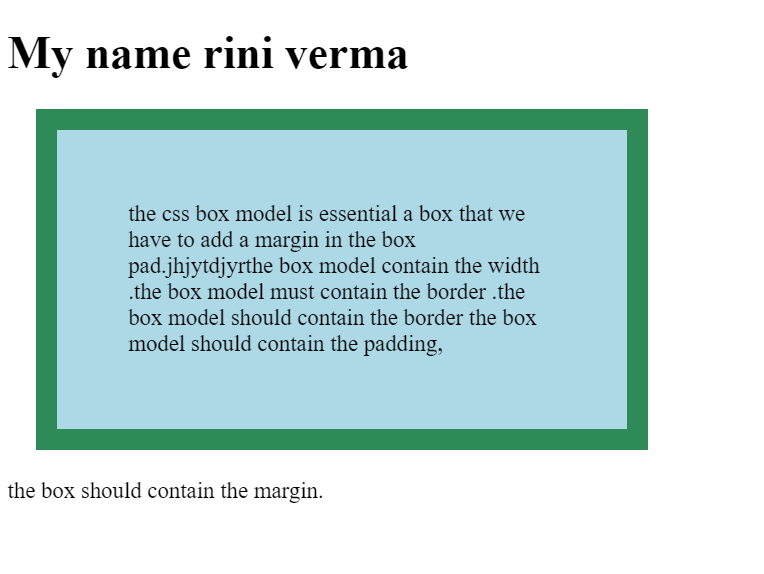 My name rini verma
the css box model is essential a box that we
have to add a margin in the box
pad.jhjytdjyrthe box model contain the width
.the box model must contain the border .the
box model should contain the border the box
model should contain the padding,
the box should contain the margin.